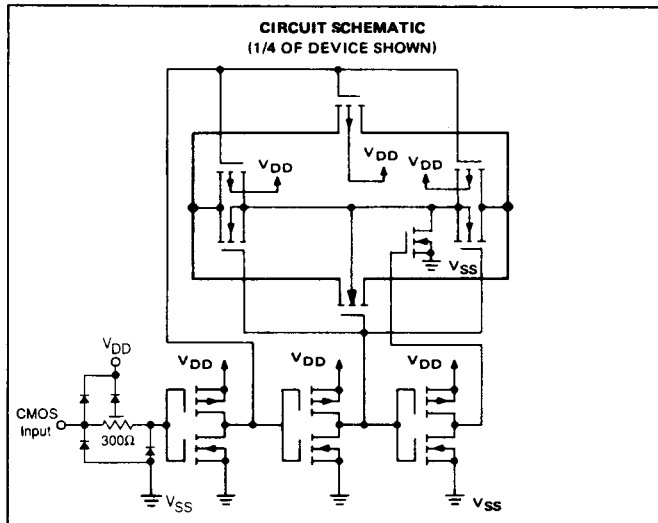 CIRCUIT SCHEMATIC
(1/4 OF DEVICE SHOWN)
VDD
VDD
VDD
VSS
VDD
VDD
VDD
VDD
CMOS
Input
300Ω
VSS
VSS